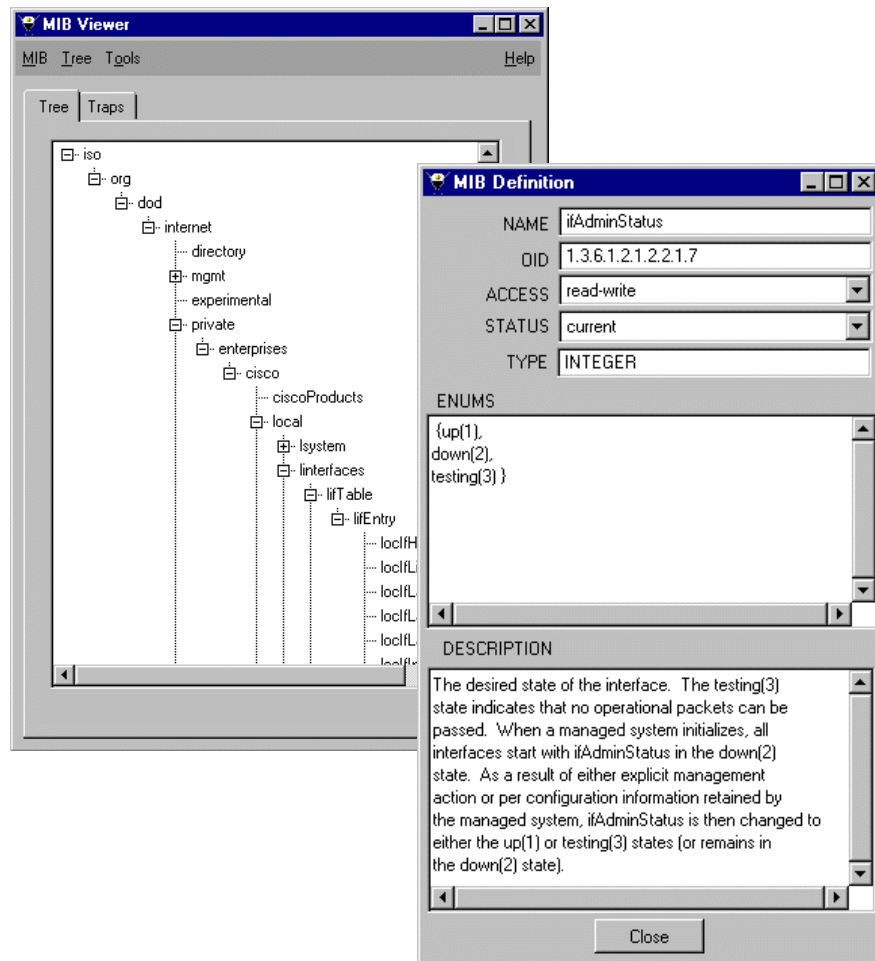 MIB Viewer
MIB Tree Tools Help
Tree Traps
iso
org
dod
internet
directory
mgmt
experimental
private
enterprises
cisco
ciscoProducts
local
lsystem
linterfaces
lifTable
lifEntry
locIfH
locIfLi
locIfLa
locIfLa
locIfLa
locIfIn
MIB Definition
NAME ifAdminStatus
OID 1.3.6.1.2.1.2.2.1.7
ACCESS read-write
STATUS current
TYPE INTEGER
ENUMS
{up(1),
down(2),
testing(3) }
DESCRIPTION
The desired state of the interface.  The testing(3)
state indicates that no operational packets can be
passed.  When a managed system initializes, all
interfaces start with ifAdminStatus in the down(2)
state.  As a result of either explicit management
action or per configuration information retained by
the managed system, ifAdminStatus is then changed to
either the up(1) or testing(3) states (or remains in
the down(2) state).
Close